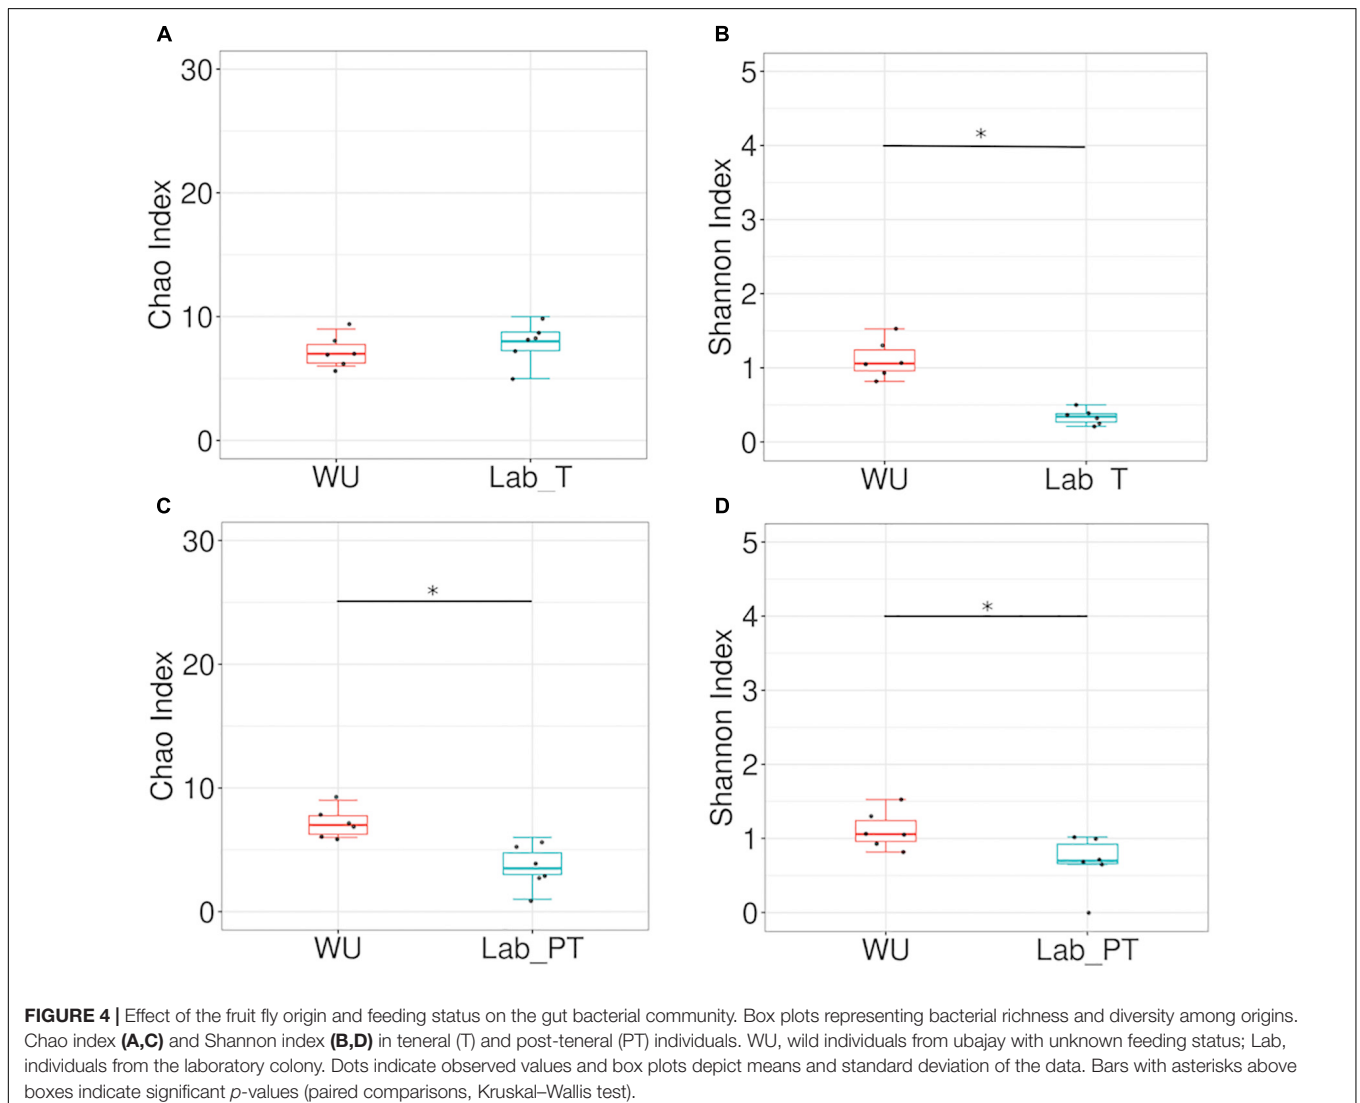 A
Chao Index
30
20
10
0
WU Lab_T
B
Shannon Index
5
4
3
2
1
0
*
WU Lab T
C
Chao Index
30
20
10
0
*
WU Lab_PT
D
Shannon Index
5
4
3
2
1
0
*
WU Lab_PT
FIGURE 4 | Effect of the fruit fly origin and feeding status on the gut bacterial community. Box plots representing bacterial richness and diversity among origins.
Chao index (A,C) and Shannon index (B,D) in teneral (T) and post-teneral (PT) individuals. WU, wild individuals from ubajay with unknown feeding status; Lab,
individuals from the laboratory colony. Dots indicate observed values and box plots depict means and standard deviation of the data. Bars with asterisks above
boxes indicate significant p-values (paired comparisons, Kruskal–Wallis test).